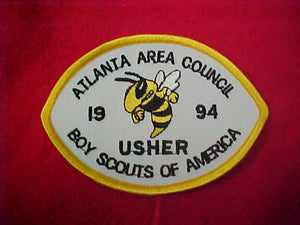 ATLANTA AREA COUNCIL
19 94
USHER
BOY SCOUTS OF AMERICA